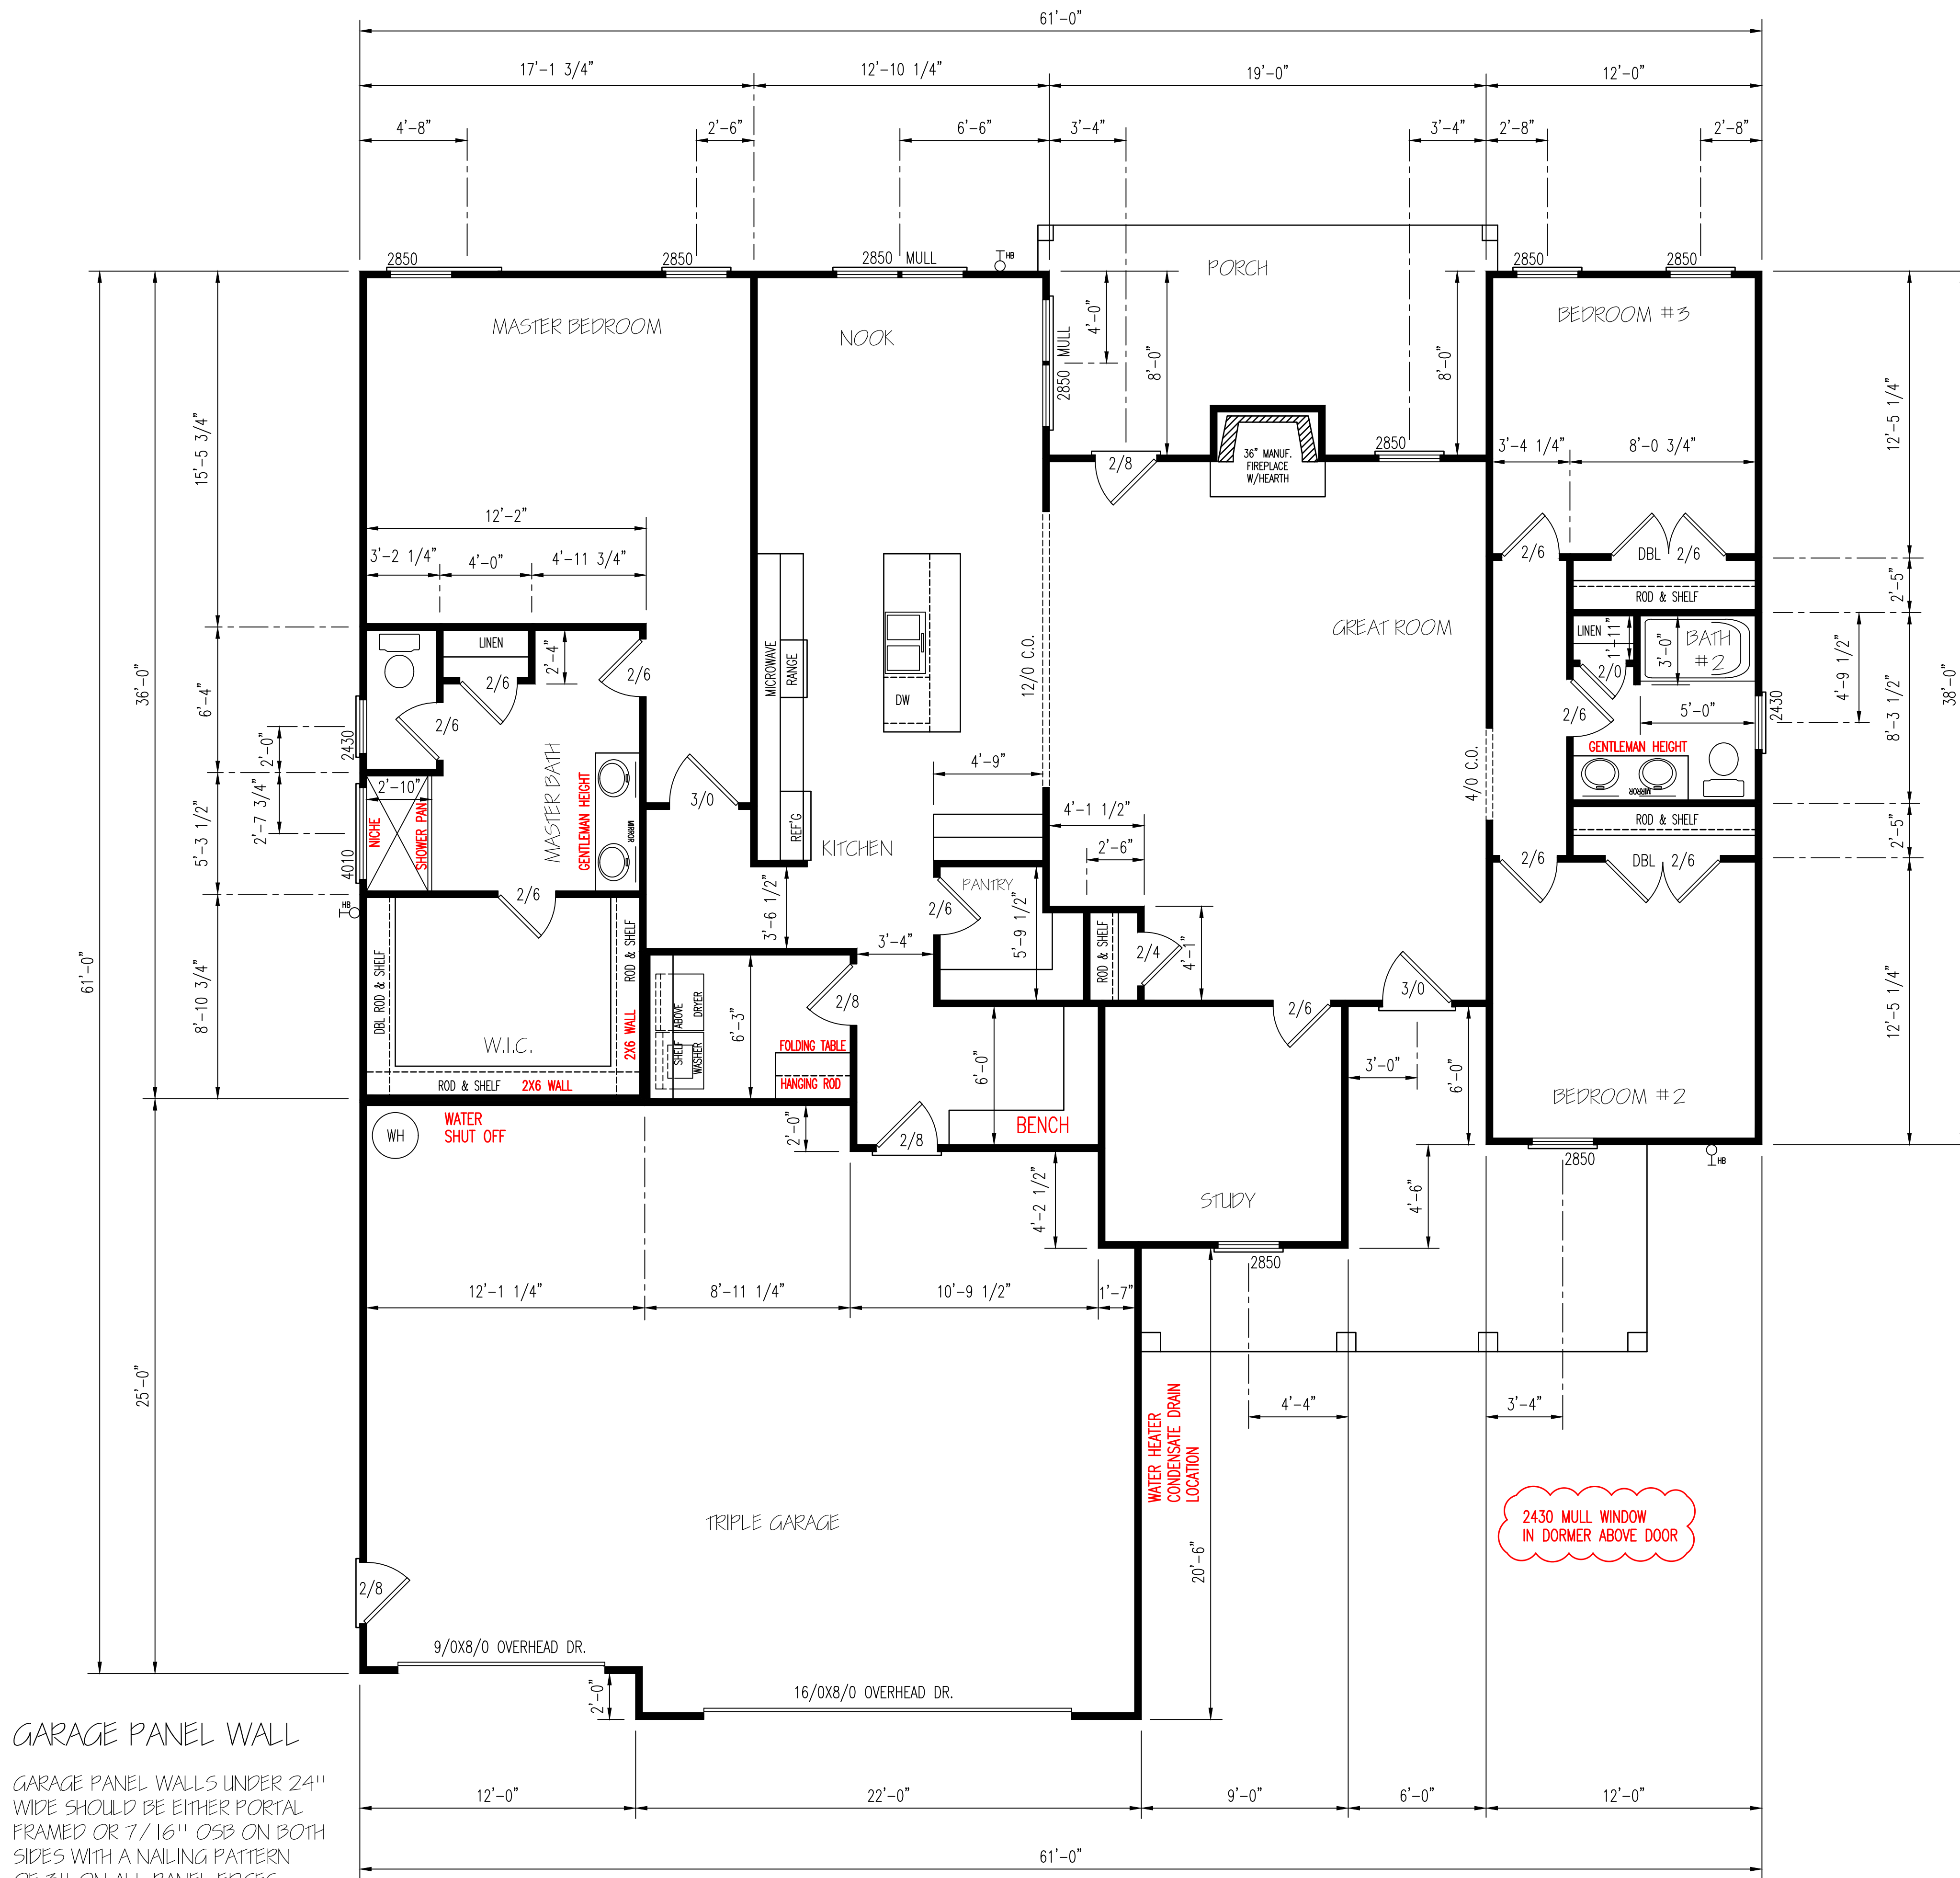 61'-0"
17'-1 3/4"
12'-10 1/4"
19'-0"
12'-0"
4'-8"
2'-6"
6'-6"
3'-4"
3'-4"
2'-8"
2'-8"
2850
2850
2850 MULL
HB
PORCH
2850
2850
MASTER BEDROOM
NOOK
BEDROOM #3
4'-0"
2850 MULL
8'-0"
8'-0"
12'-5 1/4"
15'-5 3/4"
36" MANUF.
FIREPLACE
W/HEARTH
2/8
2850
3'-4 1/4"
8'-0 3/4"
12'-2"
3'-2 1/4"
4'-0"
4'-11 3/4"
2/6
DBL 2/6
2'-5"
ROD & SHELF
LINEN
2'-4"
2/6
2/6
MICROWAVE
RANGE
DW
12/0 C.O.
GREAT ROOM
LINEN
1'-11"
3'-0"
BATH
#2
2/0
4'-9 1/2"
8'-3 1/2"
38'-0"
36'-0"
6'-4"
2'-0"
2430
2/6
2/6
5'-0"
2430
MASTER BATH
GENTLEMAN HEIGHT
MIRROR
4/0 C.O.
GENTLEMAN HEIGHT
MIRROR
2'-10"
NICHE
SHOWER PAN
3/0
REF'G
4'-9"
4'-1 1/2"
2'-6"
5'-3 1/2"
2'-7 3/4"
4010
KITCHEN
ROD & SHELF
2'-5"
2/6
DBL 2/6
HB
2/6
PANTRY
2/6
3'-6 1/2"
3'-4"
5'-9 1/2"
ROD & SHELF
2/4
4'-1"
61'-0"
8'-10 3/4"
DBL ROD & SHELF
ROD & SHELF
2X6 WALL
W.I.C.
ROD & SHELF
2X6 WALL
SHELF
ABOVE
DRYER
WASHER
6'-3"
2/8
FOLDING TABLE
HANGING ROD
2/6
3/0
12'-5 1/4"
6'-0"
3'-0"
6'-0"
BEDROOM #2
WH
WATER
SHUT OFF
2'-0"
2/8
BENCH
2850
HB
4'-2 1/2"
STUDY
4'-6"
2850
12'-1 1/4"
8'-11 1/4"
10'-9 1/2"
1'-7"
25'-0"
WATER HEATER
CONDENSATE DRAIN
LOCATION
4'-4"
3'-4"
TRIPLE GARAGE
20'-6"
2430 MULL WINDOW
IN DORMER ABOVE DOOR
2/8
9/0X8/0 OVERHEAD DR.
2'-0"
16/0X8/0 OVERHEAD DR.
GARAGE PANEL WALL
GARAGE PANEL WALLS UNDER 24"
WIDE SHOULD BE EITHER PORTAL
FRAMED OR 7/16" OSB ON BOTH
SIDES WITH A NAILING PATTERN
OF 3" ON ALL PANEL EDGES
12'-0"
22'-0"
9'-0"
6'-0"
12'-0"
61'-0"